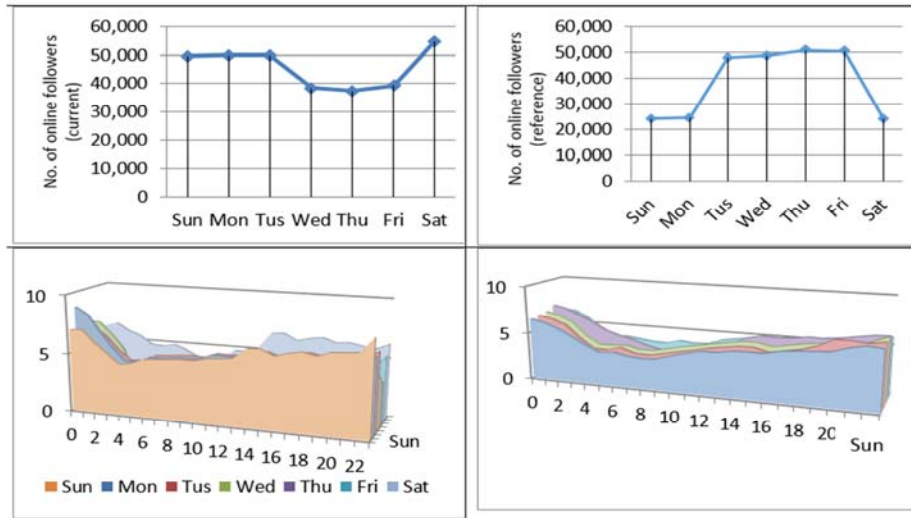 No. of online followers
(current)
60,000
50,000
40,000
30,000
20,000
10,000
0
Sun Mon Tus Wed Thu Fri Sat
No. of online followers
(reference)
60,000
50,000
40,000
30,000
20,000
10,000
0
Sun Mon Tus Wed Thu Fri Sat
10
5
0
0 2 4 6 8 10 12 14 16 18 20 22
Sun
Sun Mon Tus Wed Thu Fri Sat
10
5
0
0 2 4 6 8 10 12 14 16 18 20
Sun